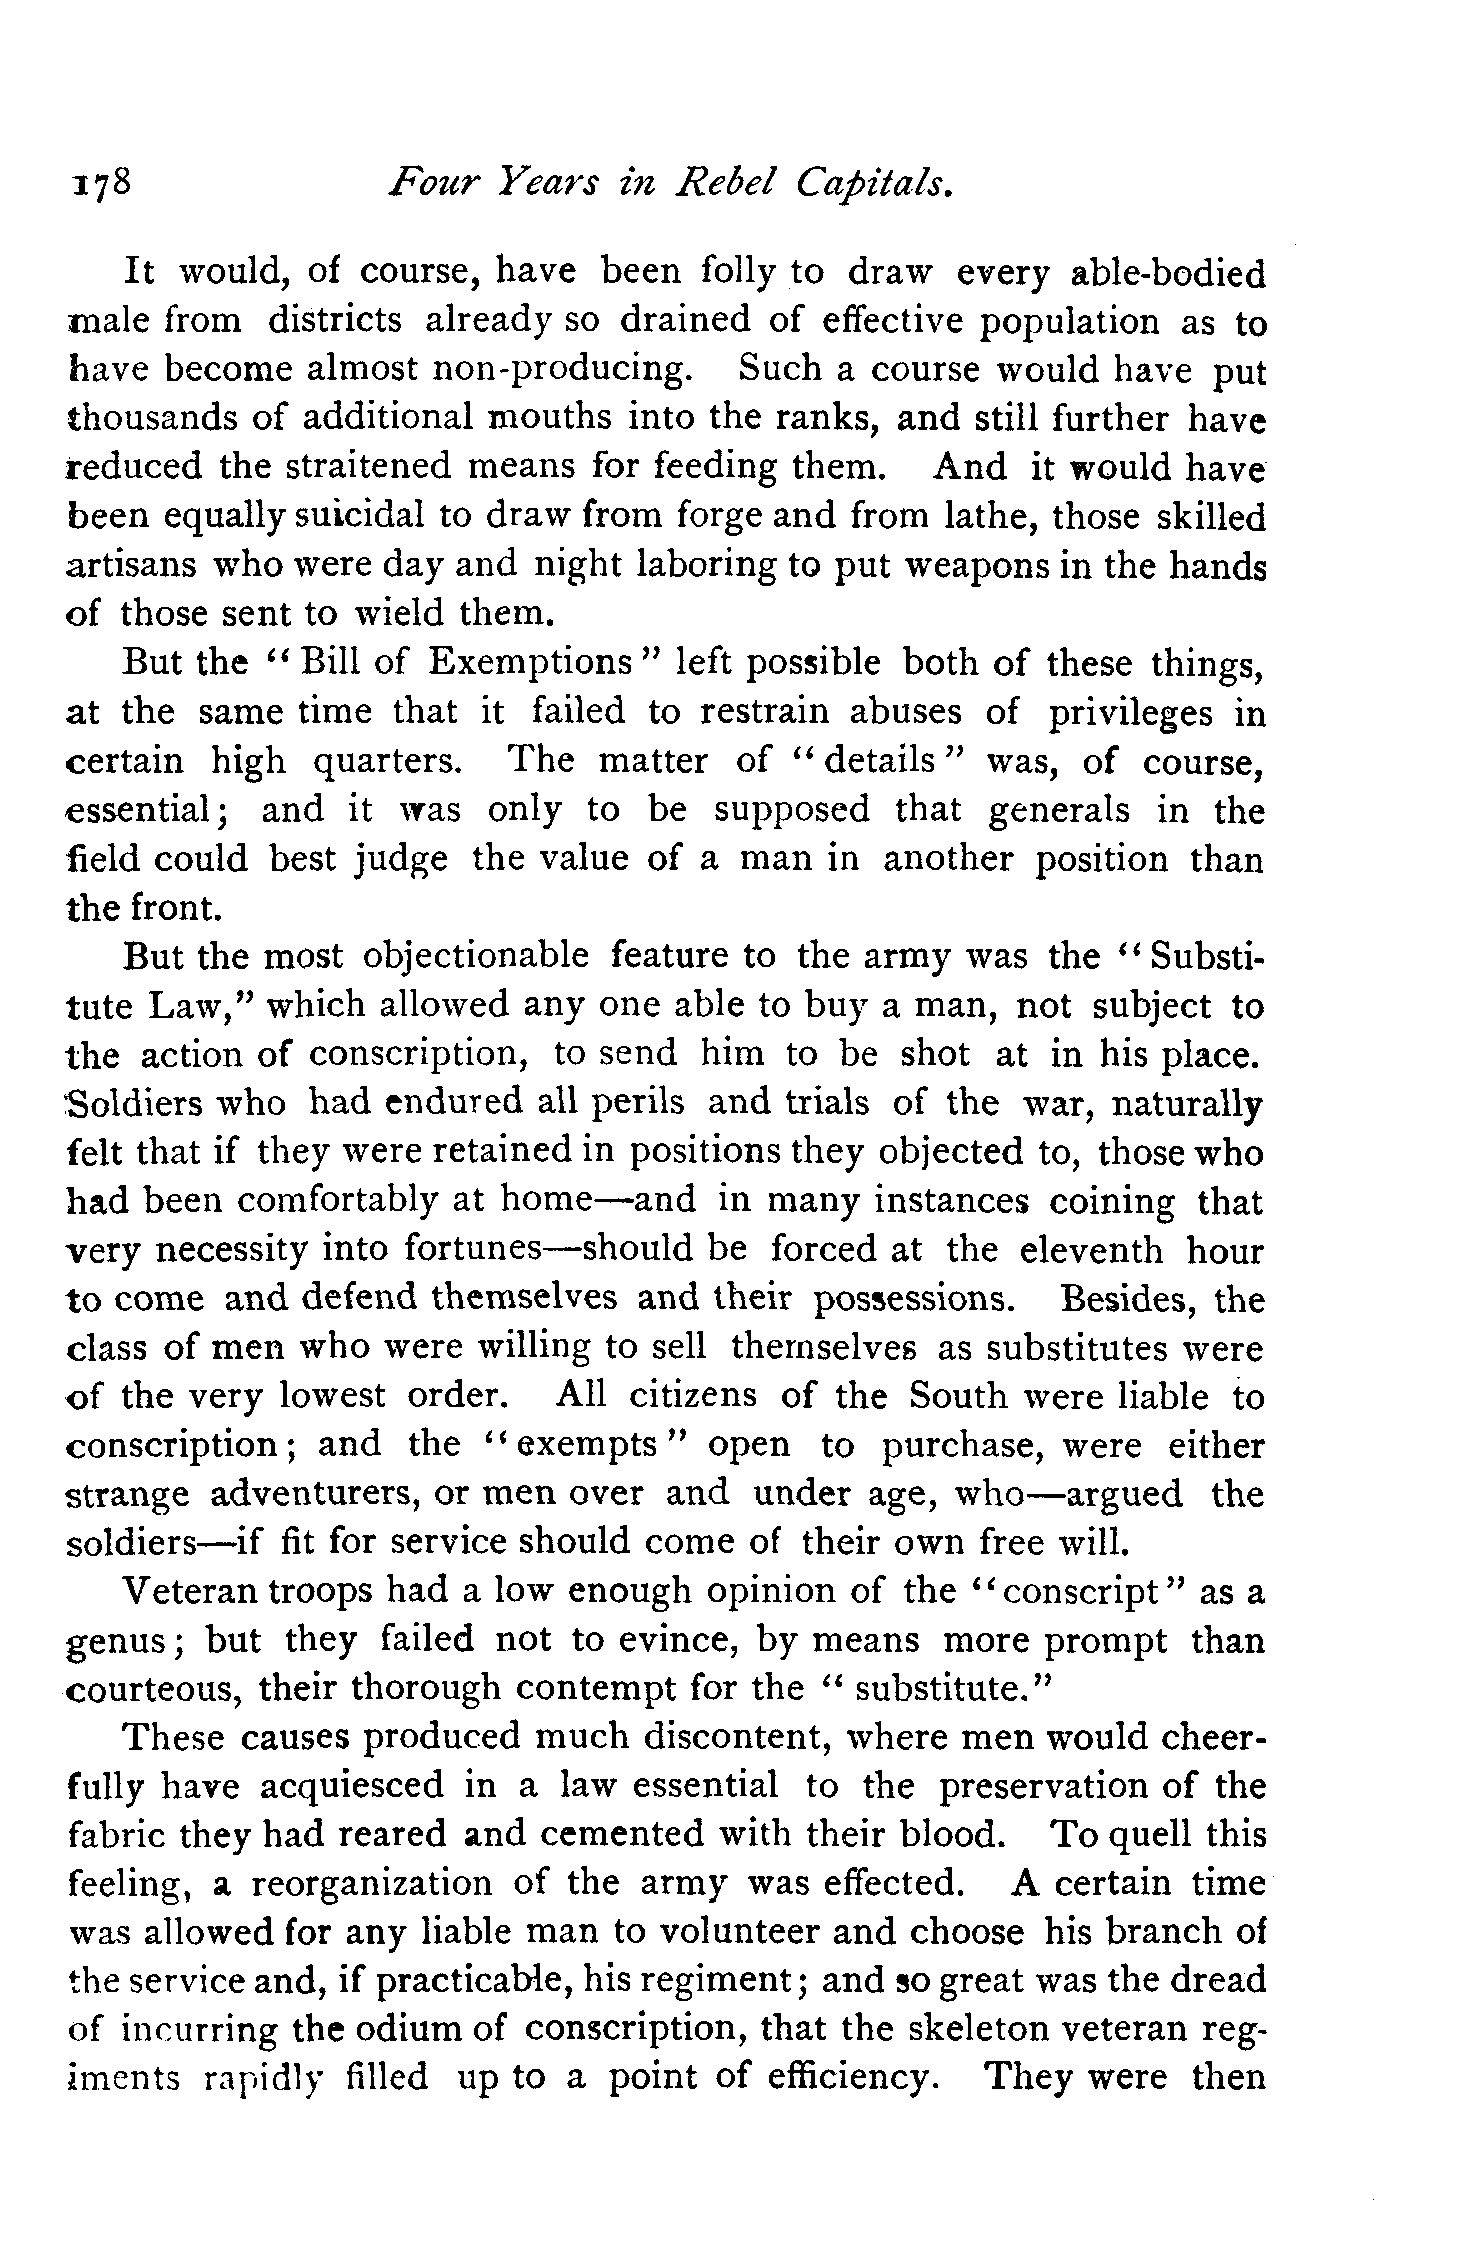 178 Four Years in Rebel Capitals.
It would, of course, have been folly to draw every able-bodied
male from districts already so drained of effective population as to
have become almost non-producing. Such a course would have put
thousands of additional mouths into the ranks, and still further have
reduced the straitened means for feeding them. And it would have
been equally suicidal to draw from forge and from lathe, those skilled
artisans who were day and night laboring to put weapons in the hands
of those sent to wield them.
But the “ Bill of Exemptions ” left possible both of these things,
at the same time that it failed to restrain abuses of privileges in
certain high quarters. The matter of “ details ” was, of course,
essential; and it was only to be supposed that generals in the
field could best judge the value of a man in another position than
the front.
But the most objectionable feature to the army was the “ Substi-
tute Law,” which allowed any one able to buy a man, not subject to
the action of conscription, to send him to be shot at in his place.
Soldiers who had endured all perils and trials of the war, naturally
felt that if they were retained in positions they objected to, those who
had been comfortably at home—and in many instances coining that
very necessity into fortunes—should be forced at the eleventh hour
to come and defend themselves and their possessions. Besides, the
class of men who were willing to sell themselves as substitutes were
of the very lowest order. All citizens of the South were liable to
conscription; and the “ exempts ” open to purchase, were either
strange adventurers, or men over and under age, who—argued the
soldiers—if fit for service should come of their own free will.
Veteran troops had a low enough opinion of the “conscript” as a
genus; but they failed not to evince, by means more prompt than
courteous, their thorough contempt for the “ substitute.”
These causes produced much discontent, where men would cheer-
fully have acquiesced in a law essential to the preservation of the
fabric they had reared and cemented with their blood. To quell this
feeling, a reorganization of the army was effected. A certain time
was allowed for any liable man to volunteer and choose his branch of
the service and, if practicable, his regiment; and so great was the dread
of incurring the odium of conscription, that the skeleton veteran reg-
iments rapidly filled up to a point of efficiency. They were then